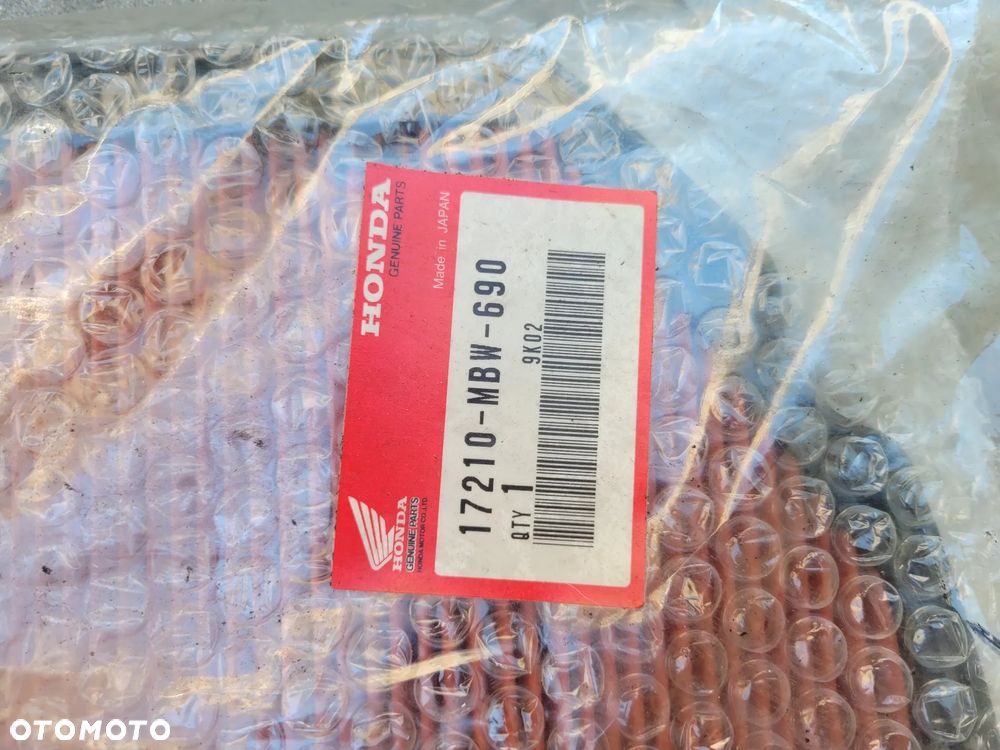 HONDA
GENUINE PARTS
Made in JAPAN
17210-MBW-690
9K02
QTY 1
HONDA
GENUINE PARTS
HONDA MOTOR CO.,LTD.
OTOMOTO